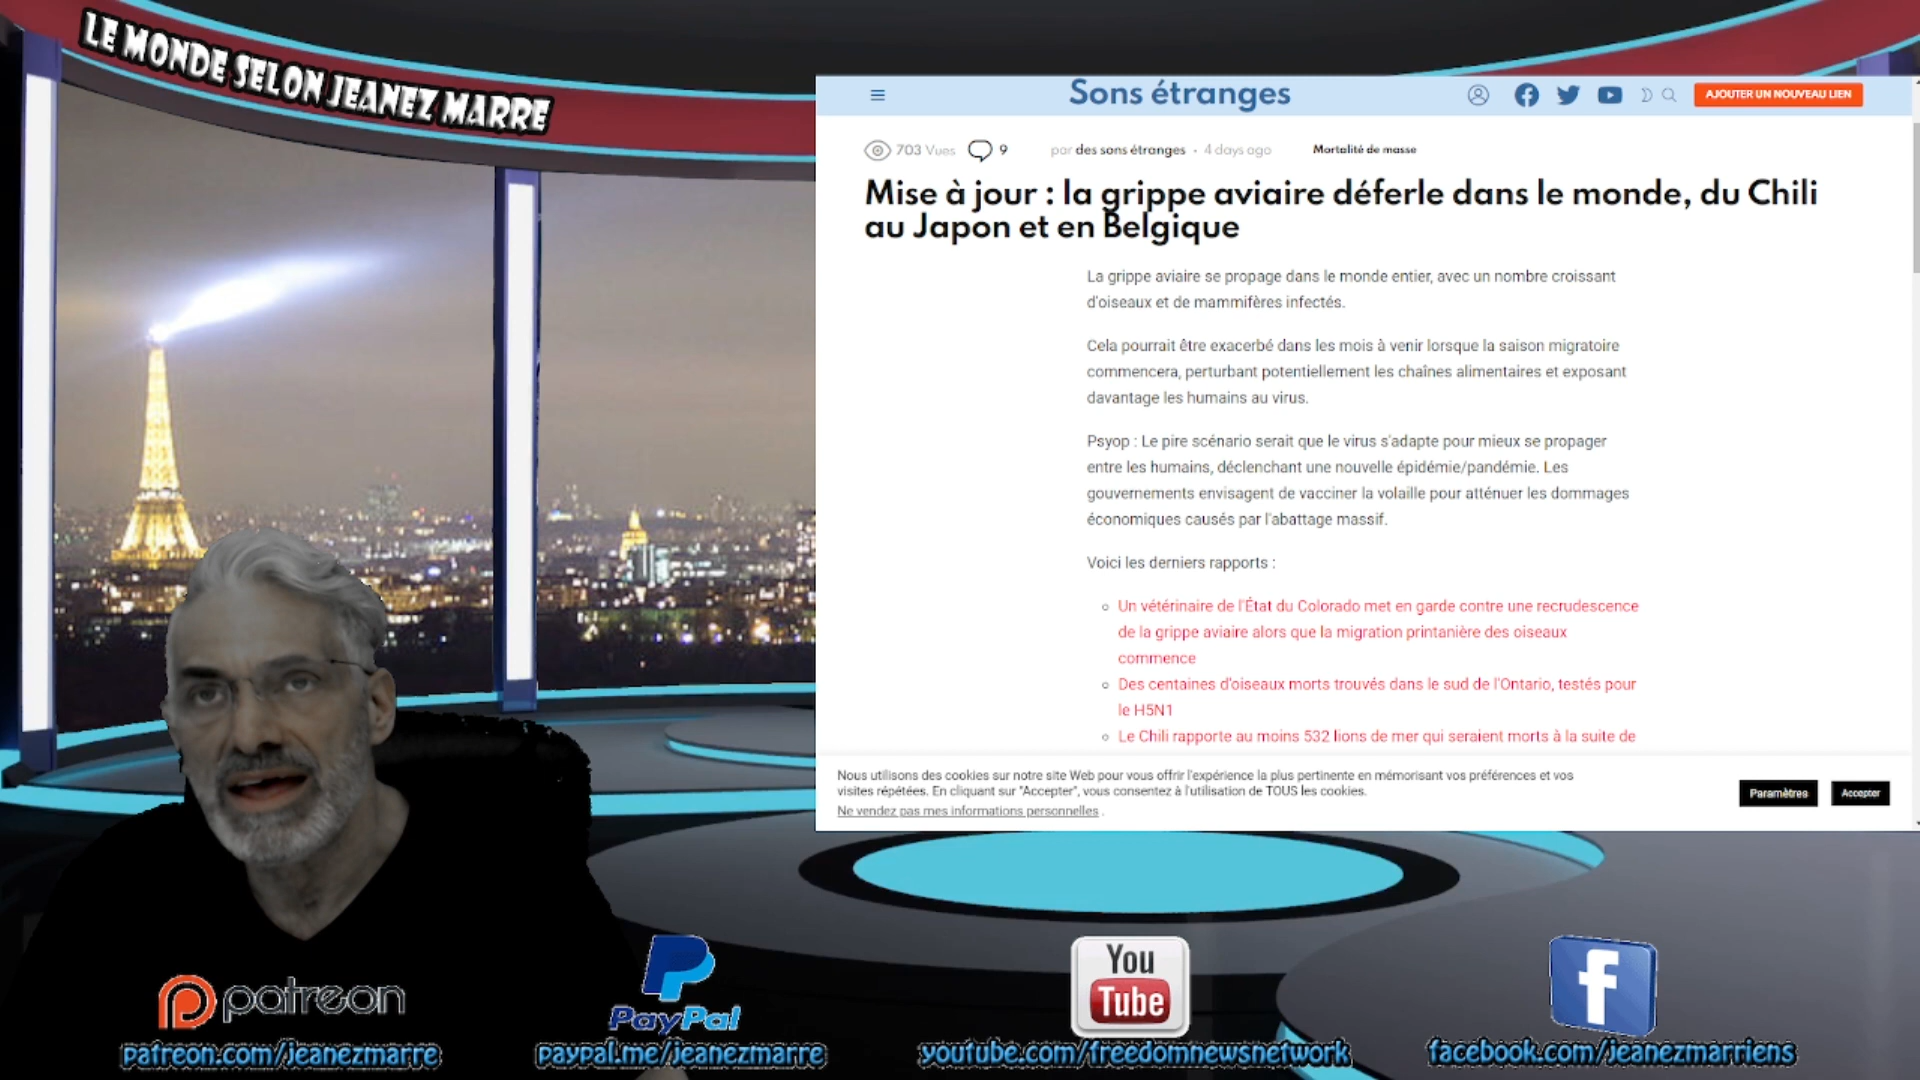 LE MONDE SELON JEANEZ MARRE
Sons étranges
AJOUTER UN NOUVEAU LIEN
703 Vues 9 par des sons étranges • 4 days ago Mortalité de masse
Mise à jour : la grippe aviaire déferle dans le monde, du Chili
au Japon et en Belgique
La grippe aviaire se propage dans le monde entier, avec un nombre croissant
d'oiseaux et de mammifères infectés.
Cela pourrait être exacerbé dans les mois à venir lorsque la saison migratoire
commencera, perturbant potentiellement les chaînes alimentaires et exposant
davantage les humains au virus.
Psyop : Le pire scénario serait que le virus s'adapte pour mieux se propager
entre les humains, déclenchant une nouvelle épidémie/pandémie. Les
gouvernements envisagent de vacciner la volaille pour atténuer les dommages
économiques causés par l'abattage massif.
Voici les derniers rapports :
Un vétérinaire de l'État du Colorado met en garde contre une recrudescence
de la grippe aviaire alors que la migration printanière des oiseaux
commence
Des centaines d'oiseaux morts trouvés dans le sud de l'Ontario, testés pour
le H5N1
Le Chili rapporte au moins 532 lions de mer qui seraient morts à la suite de
Nous utilisons des cookies sur notre site Web pour vous offrir l'expérience la plus pertinente en mémorisant vos préférences et vos
visites répétées. En cliquant sur "Accepter", vous consentez à l'utilisation de TOUS les cookies.
Ne vendez pas mes informations personnelles .
Paramètres
Accepter
patreon
PayPal
You
Tube
f
patreon.com/jeanezmarre
paypal.me/jeanezmarre
youtube.com/freedomnewsnetwork
facebook.com/jeanezmarriens